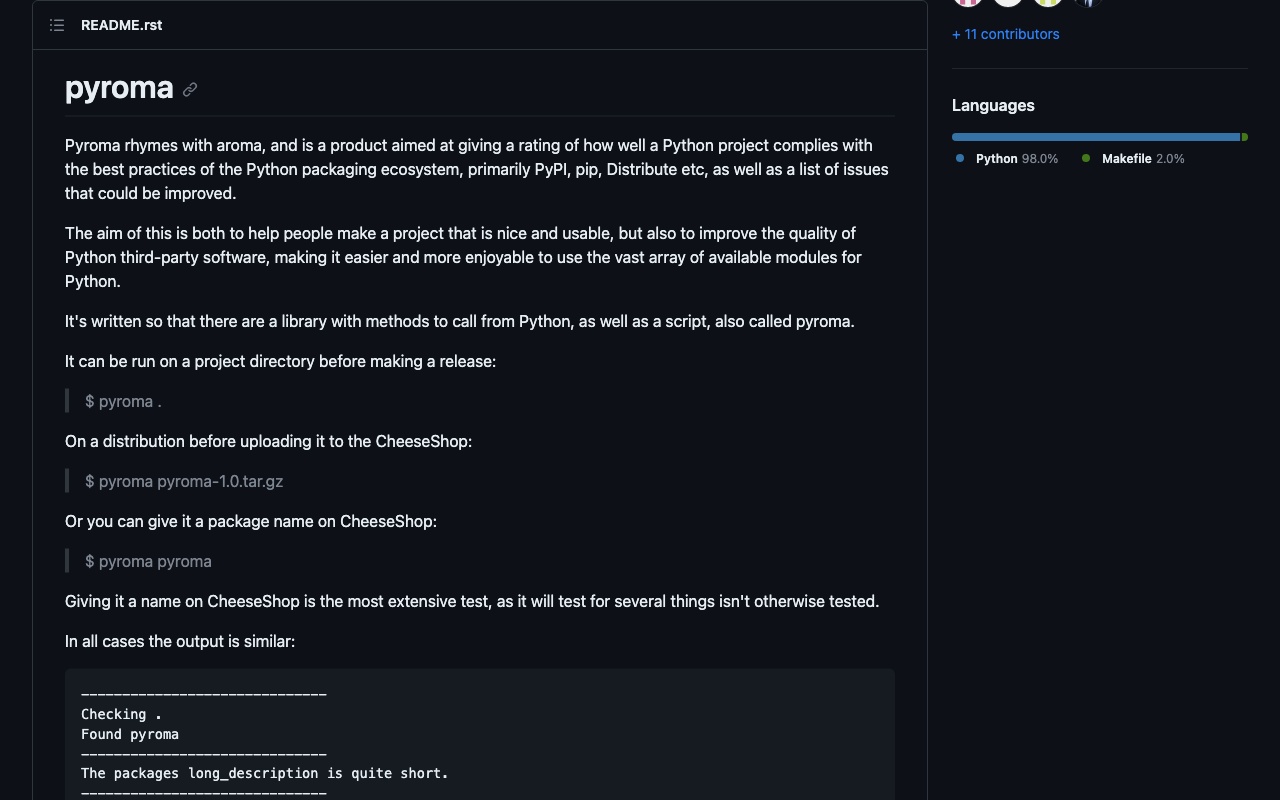 README.rst
pyroma
Pyroma rhymes with aroma, and is a product aimed at giving a rating of how well a Python project complies with
the best practices of the Python packaging ecosystem, primarily PyPI, pip, Distribute etc, as well as a list of issues
that could be improved.
The aim of this is both to help people make a project that is nice and usable, but also to improve the quality of
Python third-party software, making it easier and more enjoyable to use the vast array of available modules for
Python.
It's written so that there are a library with methods to call from Python, as well as a script, also called pyroma.
It can be run on a project directory before making a release:
$ pyroma .
On a distribution before uploading it to the CheeseShop:
$ pyroma pyroma-1.0.tar.gz
Or you can give it a package name on CheeseShop:
$ pyroma pyroma
Giving it a name on CheeseShop is the most extensive test, as it will test for several things isn't otherwise tested.
In all cases the output is similar:
------------------------------
Checking .
Found pyroma
------------------------------
The packages long_description is quite short.
------------------------------
+ 11 contributors
Languages
Python 98.0%
Makefile 2.0%